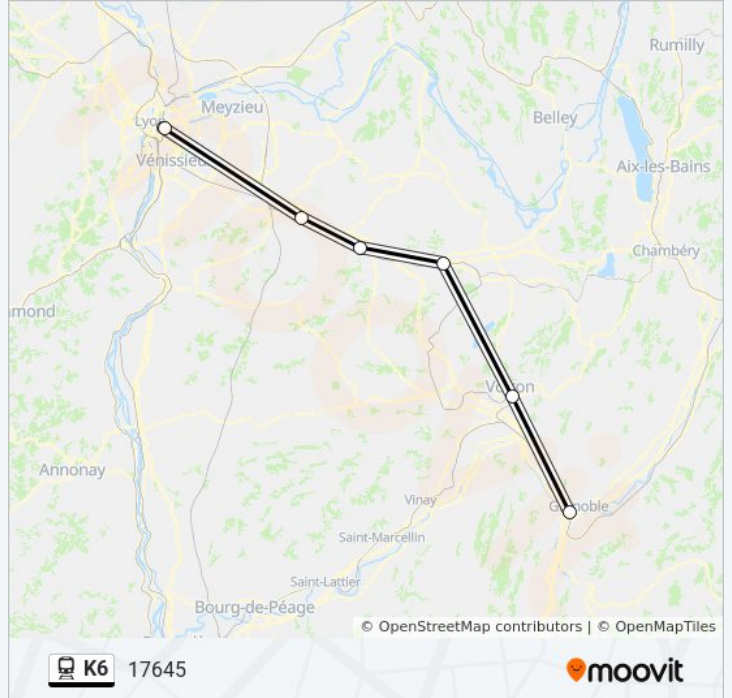 Rumilly
Meyzieu
Lyon
Belley
Vénissieux
Aix-les-Bains
Chambéry
mond
Voiron
Annonay
Vinay
Grenoble
Saint-Marcellin
Saint-Lattier
Bourg-de-Péage
© OpenStreetMap contributors | © OpenMapTiles
K6 17645
moovit